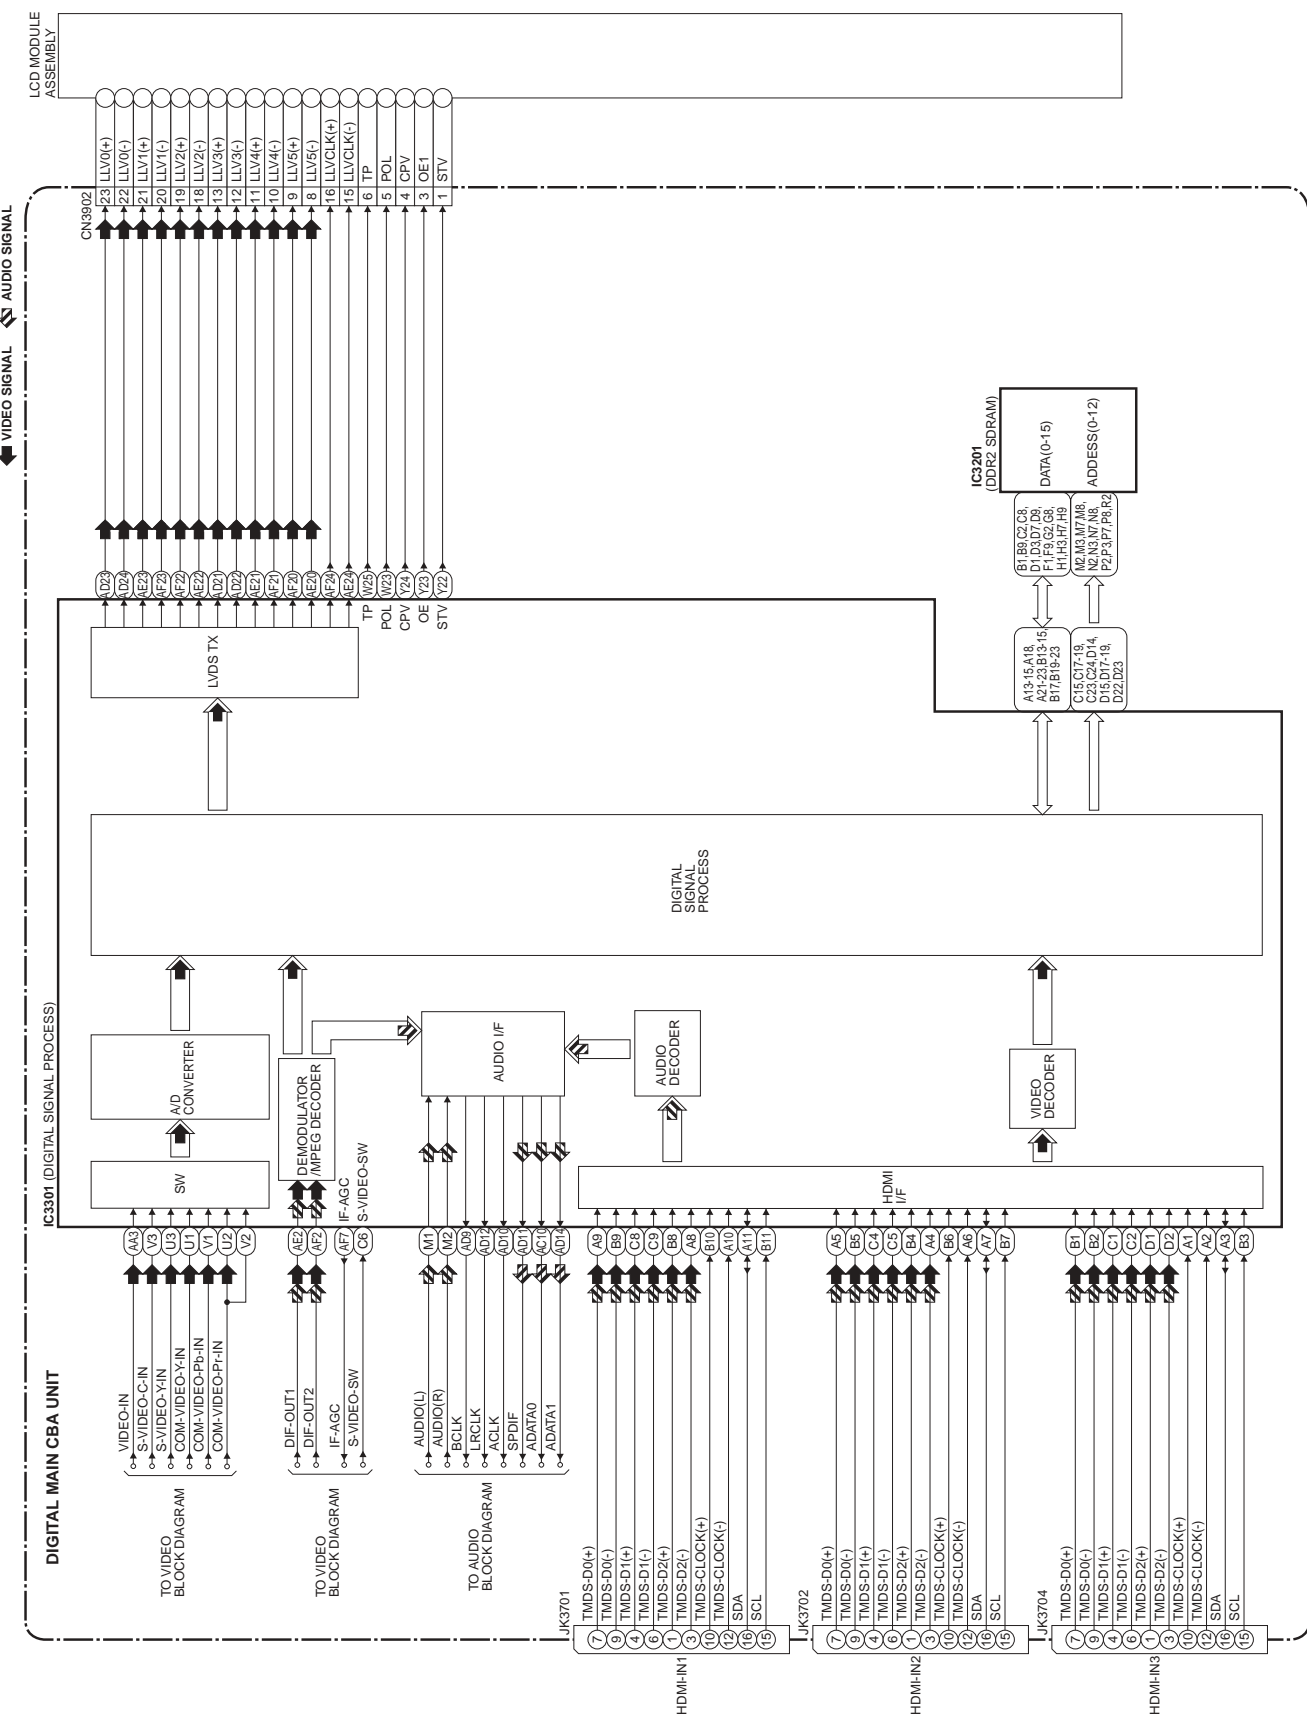 VIDEO SIGNAL
AUDIO SIGNAL
LCD MODULE
ASSEMBLY
CN3902
23 LLV0(+)
22 LLV0(-)
21 LLV1(+)
20 LLV1(-)
19 LLV2(+)
18 LLV2(-)
13 LLV3(+)
12 LLV3(-)
11 LLV4(+)
10 LLV4(-)
9 LLV5(+)
8 LLV5(-)
16 LLVCLK(+)
15 LLVCLK(-)
6 TP
5 POL
4 CPV
3 OE1
1 STV
AD23
AD24
AE23
AF23
AF22
AE22
AD21
AD22
AE21
AF21
AF20
AE20
AF24
AE24
W25 TP
W23 POL
Y24 CPV
Y23 OE
Y22 STV
LVDS TX
IC3201
(DDR2 SDRAM)
DATA(0-15)
ADDESS(0-12)
B1,B9,C2,C8,
D1,D3,D7,D9,
F1,F9,G2,G8,
H1,H3,H7,H9
M2,M3,M7,M8,
N2,N3,N7,N8,
P2,P3,P7,P8,R2
A13-15,A18,
A21-23,B13-15,
B17,B19-23
C15,C17-19,
C23,C24,D14,
D15,D17-19,
D22,D23
DIGITAL
SIGNAL
PROCESS
IC3301 (DIGITAL SIGNAL PROCESS)
A/D
CONVERTER
SW
DEMODULATOR
/MPEG DECODER
AUDIO I/F
AUDIO
DECODER
VIDEO
DECODER
HDMI
I/F
IF-AGC
S-VIDEO-SW
AA3
V3
U3
U1
V1
U2
V2
AE2
AF2
AF7
C6
M1
M2
AD9
AD12
AD10
AD11
AC10
AD14
A9
B9
C8
C9
B8
A8
B10
A10
A11
B11
A5
B5
C4
C5
B4
A4
B6
A6
A7
B7
B1
B2
C1
C2
D1
D2
A1
A2
A3
B3
DIGITAL MAIN CBA UNIT
VIDEO-IN
S-VIDEO-C-IN
S-VIDEO-Y-IN
COM-VIDEO-Y-IN
COM-VIDEO-Pb-IN
COM-VIDEO-Pr-IN
TO VIDEO
BLOCK DIAGRAM
DIF-OUT1
DIF-OUT2
IF-AGC
S-VIDEO-SW
TO VIDEO
BLOCK DIAGRAM
AUDIO(L)
AUDIO(R)
BCLK
LRCLK
ACLK
SPDIF
ADATA0
ADATA1
TO AUDIO
BLOCK DIAGRAM
JK3701
7 TMDS-D0(+)
9 TMDS-D0(-)
4 TMDS-D1(+)
6 TMDS-D1(-)
1 TMDS-D2(+)
3 TMDS-D2(-)
10 TMDS-CLOCK(+)
12 TMDS-CLOCK(-)
16 SDA
15 SCL
HDMI-IN1
JK3702
7 TMDS-D0(+)
9 TMDS-D0(-)
4 TMDS-D1(+)
6 TMDS-D1(-)
1 TMDS-D2(+)
3 TMDS-D2(-)
10 TMDS-CLOCK(+)
12 TMDS-CLOCK(-)
16 SDA
15 SCL
HDMI-IN2
JK3704
7 TMDS-D0(+)
9 TMDS-D0(-)
4 TMDS-D1(+)
6 TMDS-D1(-)
1 TMDS-D2(+)
3 TMDS-D2(-)
10 TMDS-CLOCK(+)
12 TMDS-CLOCK(-)
16 SDA
15 SCL
HDMI-IN3